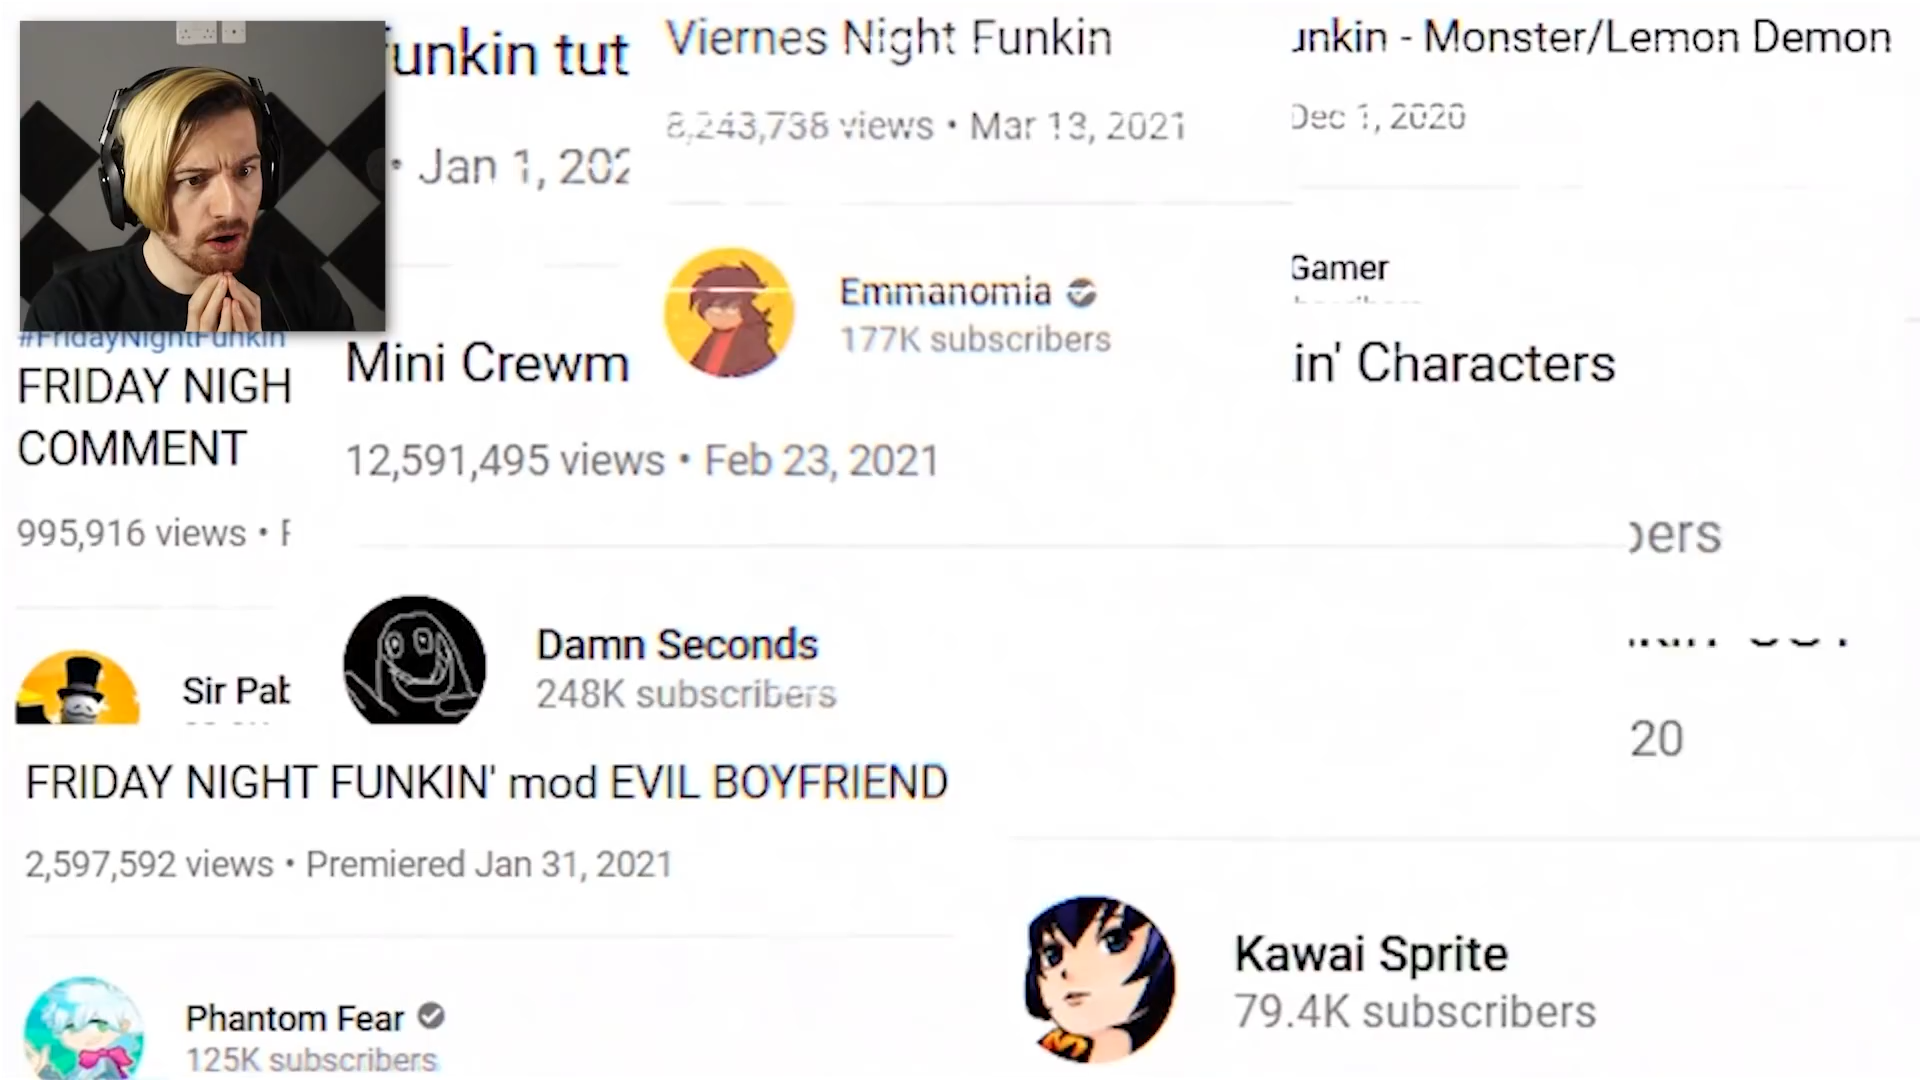 unkin tut
Jan 1, 202
Viernes Night Funkin
8,243,738 views • Mar 13, 2021
Emmanomia
177K subscribers
unkin - Monster/Lemon Demon
Dec 1, 2020
Gamer
in' Characters
#FridayNightFunkin
FRIDAY NIGH
COMMENT
995,916 views •
Sir Pab
Mini Crewm
12,591,495 views • Feb 23, 2021
Damn Seconds
248K subscribers
bers
20
FRIDAY NIGHT FUNKIN' mod EVIL BOYFRIEND
2,597,592 views • Premiered Jan 31, 2021
Phantom Fear
125K subscribers
Kawai Sprite
79.4K subscribers